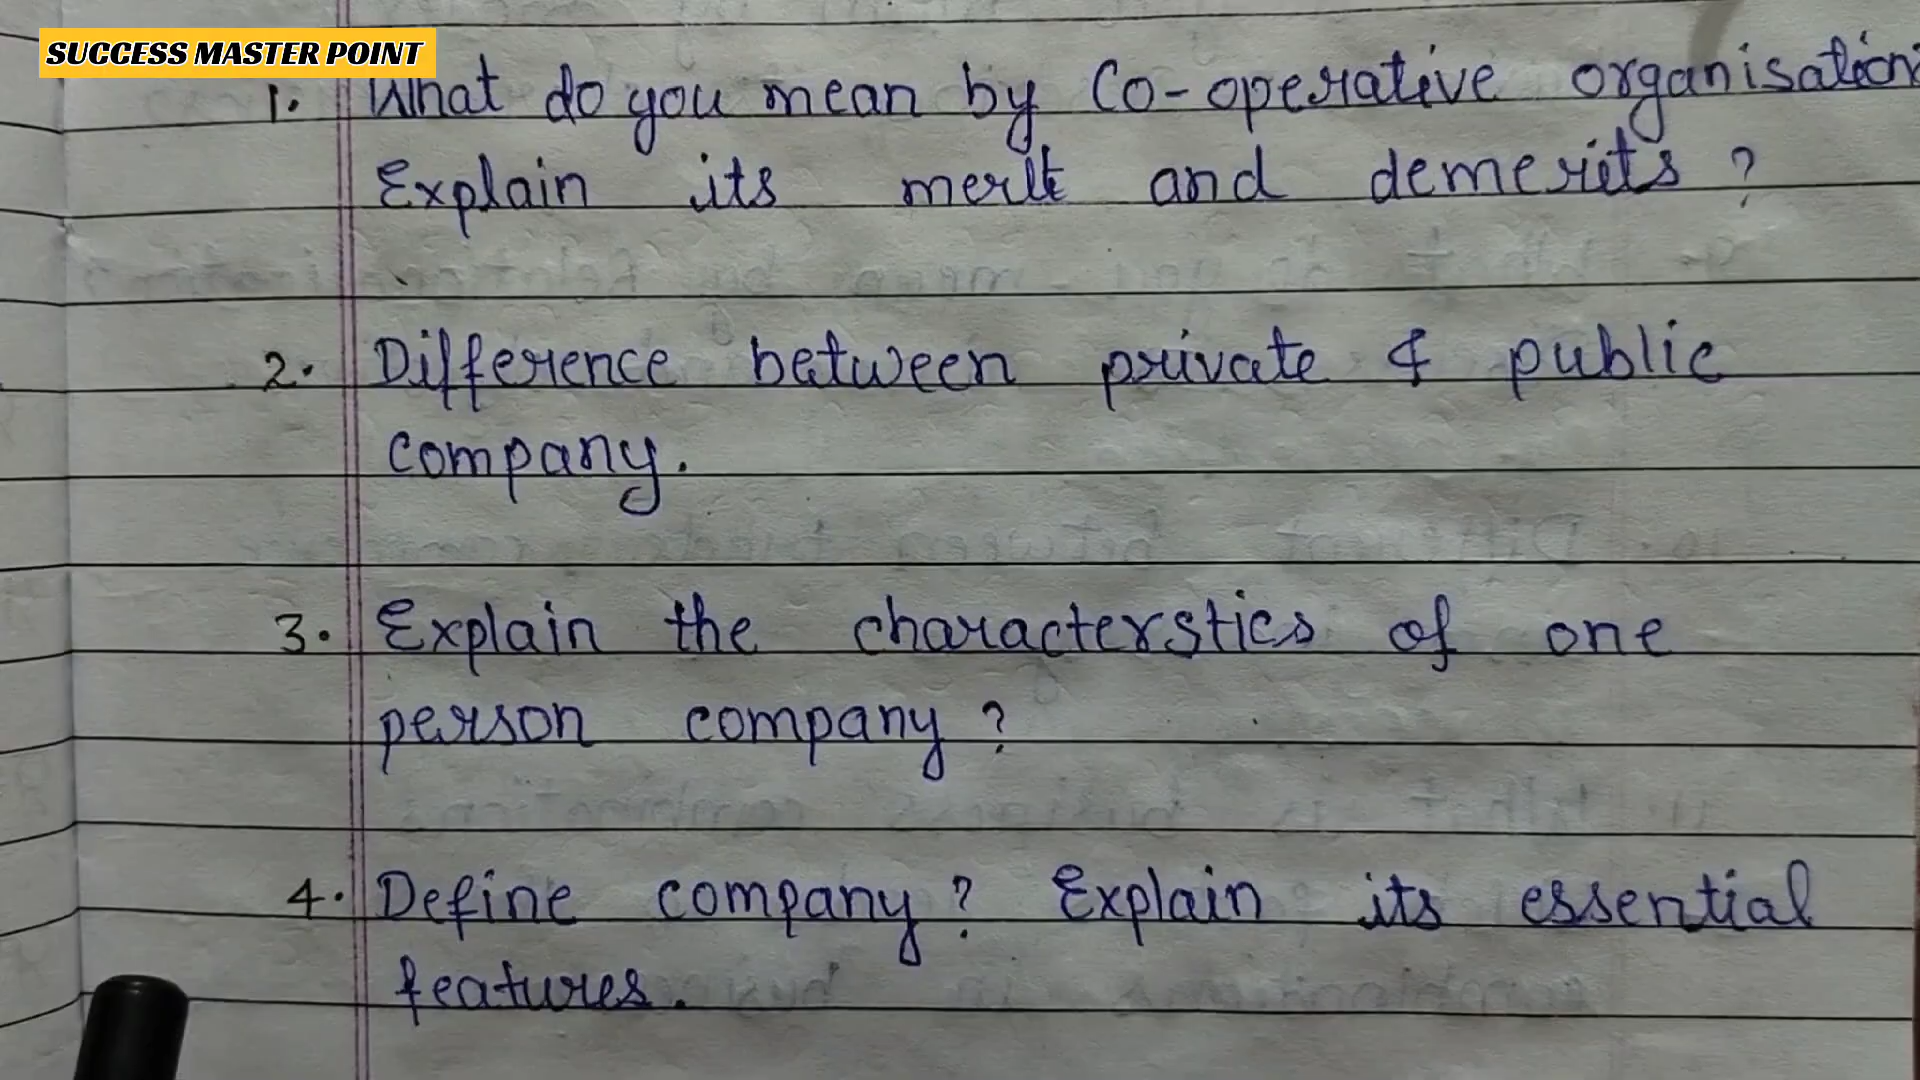 SUCCESS MASTER POINT
1. What do you mean by Co-operative organisation
Explain its merit and demerits ?
2. Difference between private & public
company.
3. Explain the characterstics of one
person company ?
4. Define company ? Explain its essential
features.